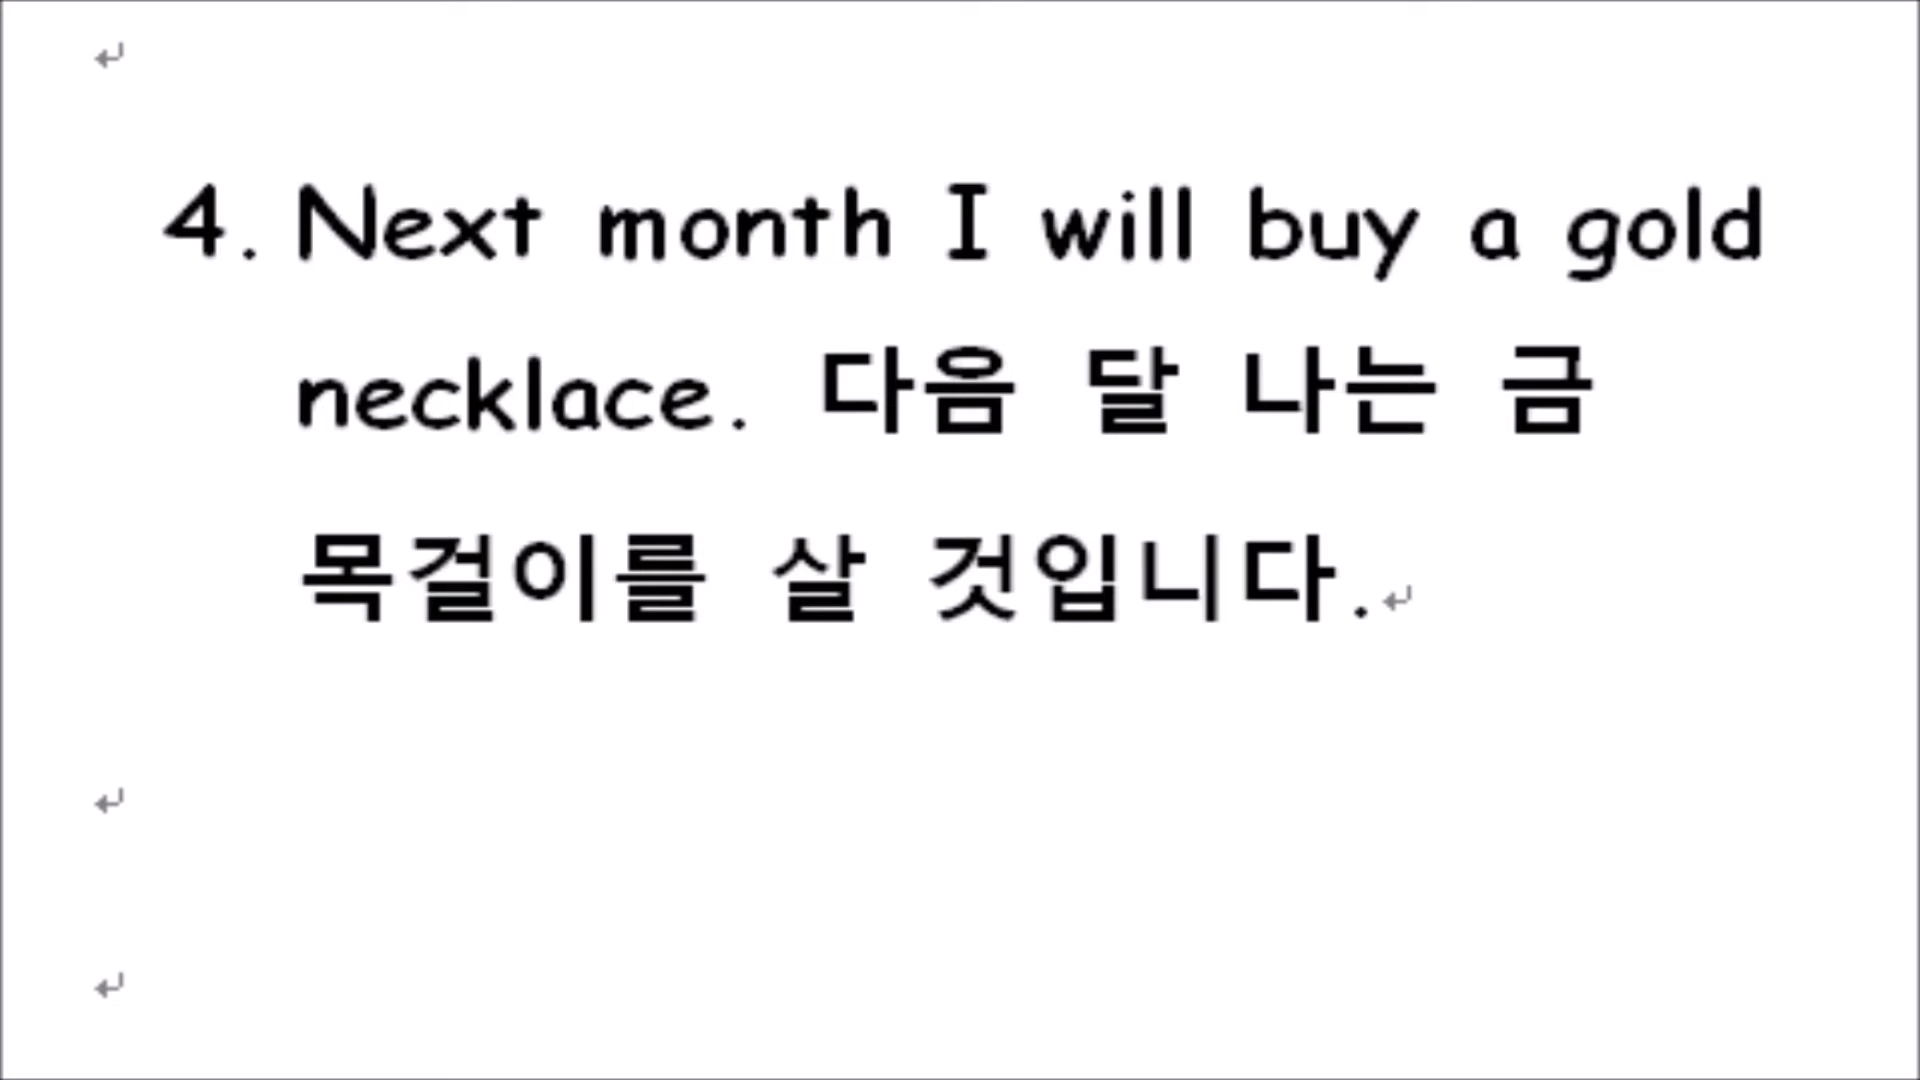 4. Next month I will buy a gold
necklace. 다음 달 나는 금
목걸이를 살 것입니다.